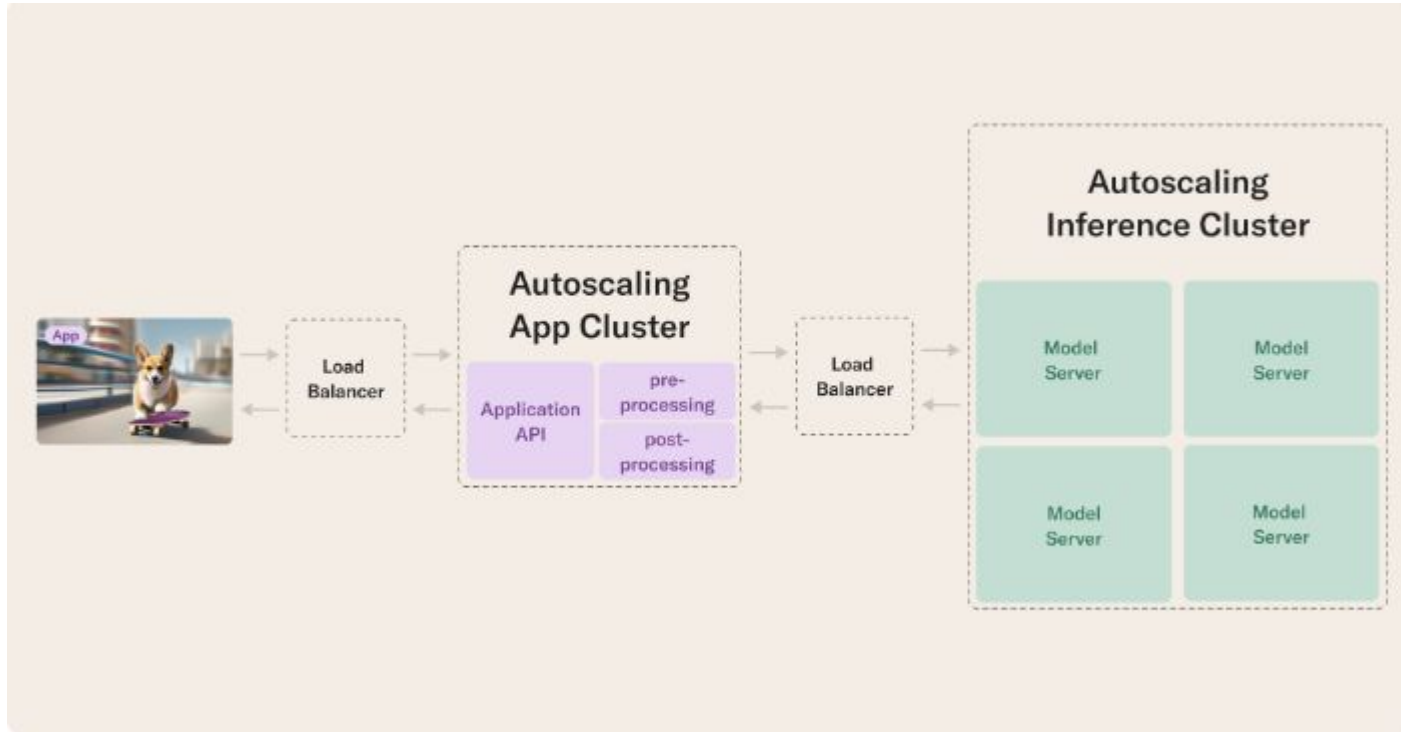 App
Load
Balancer
Autoscaling
App Cluster
Application
API
pre-
processing
post-
processing
Load
Balancer
Autoscaling
Inference Cluster
Model
Server
Model
Server
Model
Server
Model
Server